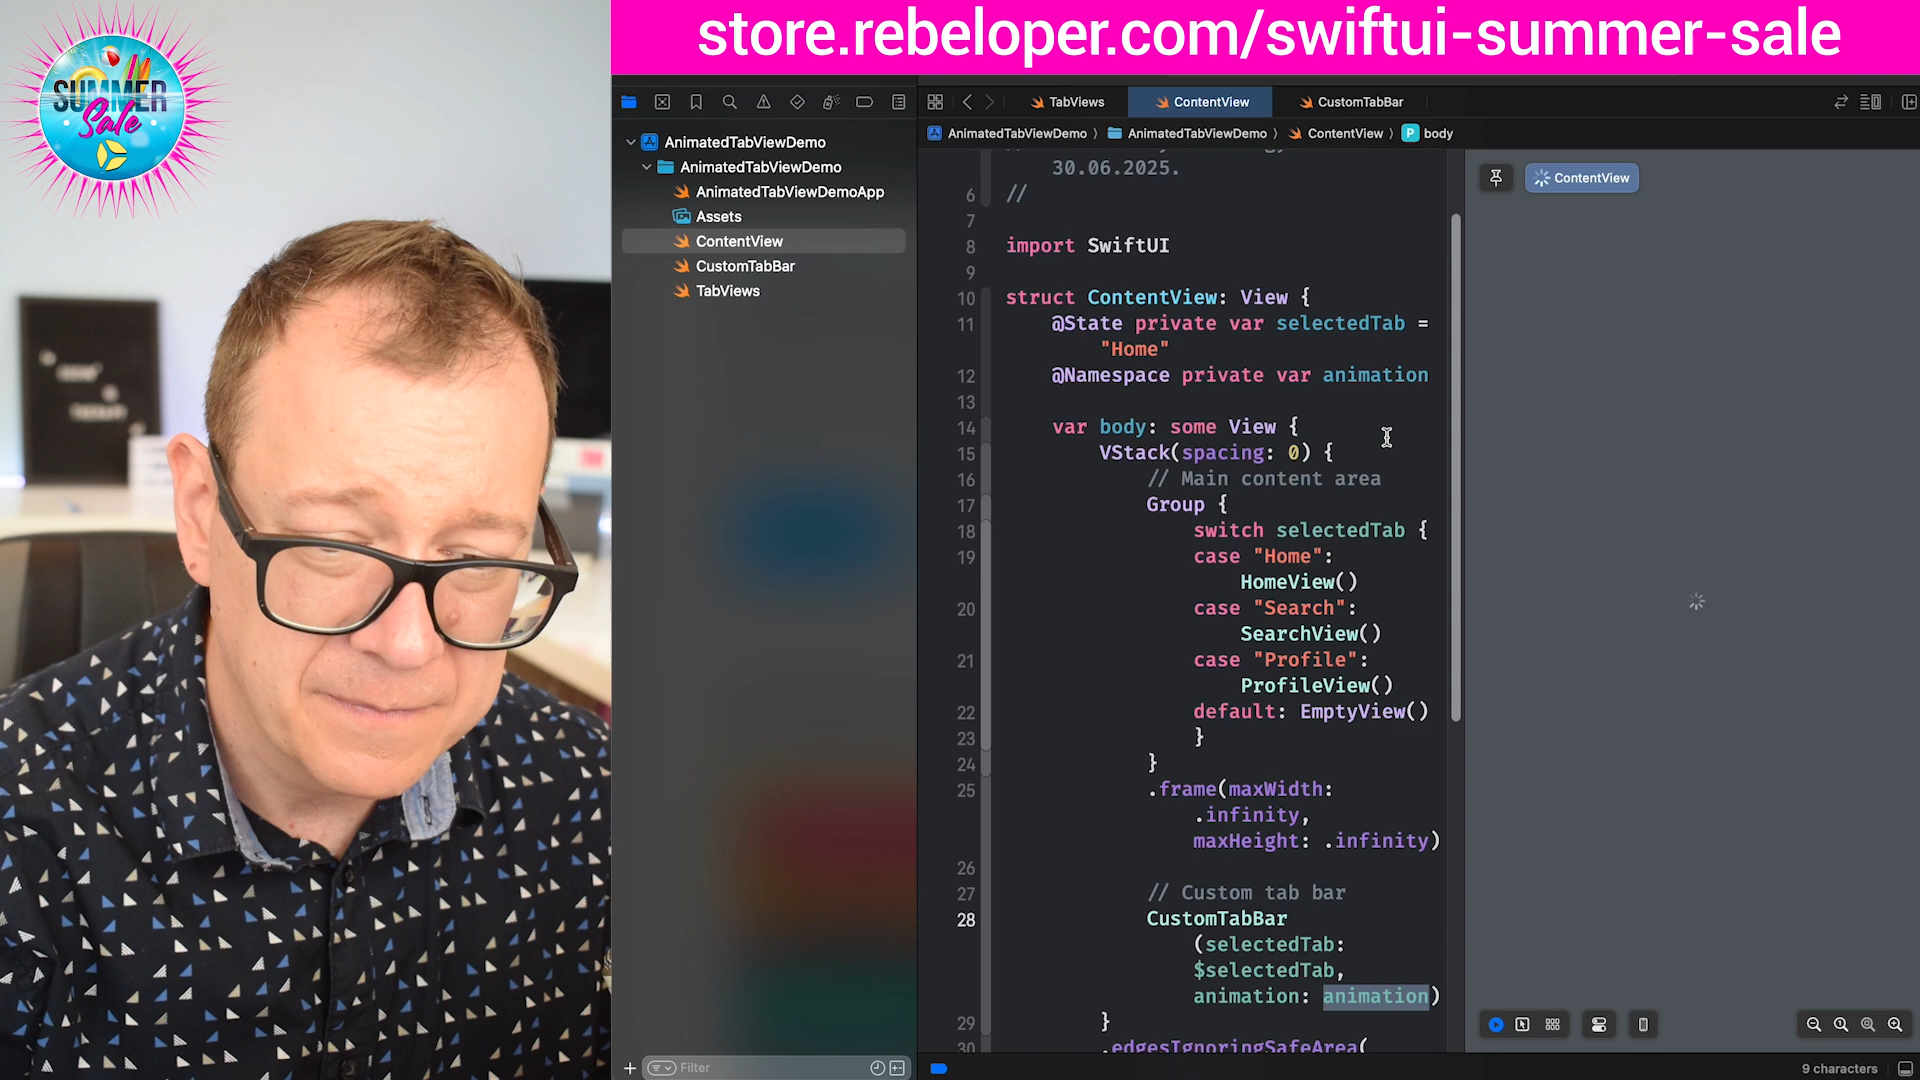 store.rebeloper.com/swiftui-summer-sale
SUMMER
Sale
AnimatedTabViewDemo
AnimatedTabViewDemo
AnimatedTabViewDemoApp
Assets
ContentView
CustomTabBar
TabViews
Filter
TabViews
ContentView
CustomTabBar
AnimatedTabViewDemo
AnimatedTabViewDemo
ContentView
P body
30.06.2025.
6 //
7
8 import SwiftUI
9
10 struct ContentView: View {
11 @State private var selectedTab =
"Home"
12 @Namespace private var animation
13
14 var body: some View {
15 VStack(spacing: 0) {
16 // Main content area
17 Group {
18 switch selectedTab {
19 case "Home":
HomeView()
20 case "Search":
SearchView()
21 case "Profile":
ProfileView()
22 default: EmptyView()
23 }
24 }
25 .frame(maxWidth:
.infinity,
maxHeight: .infinity)
26
27 // Custom tab bar
28 CustomTabBar
(selectedTab:
$selectedTab,
animation: animation)
29 }
30 .edgesIgnoringSafeArea(
ContentView
9 characters